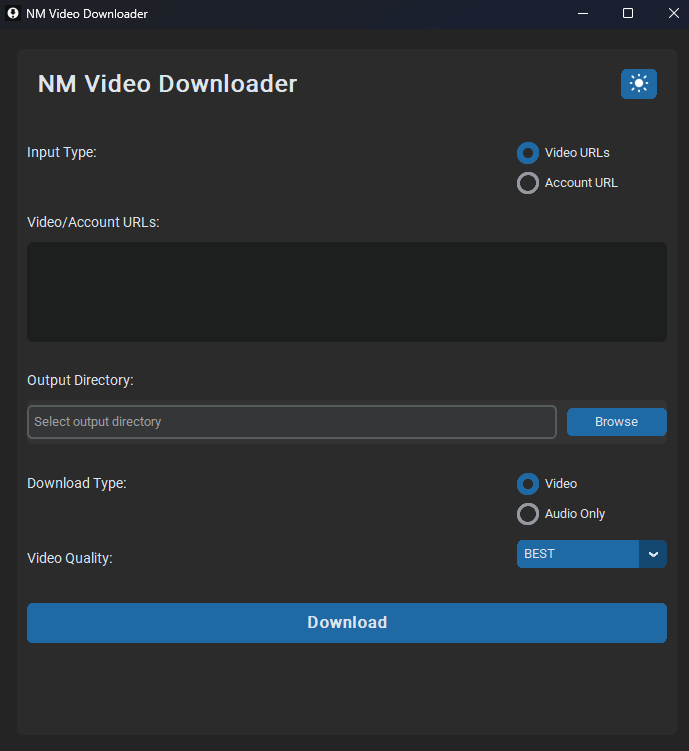 NM Video Downloader
NM Video Downloader
Input Type:
Video URLs
Account URL
Video/Account URLs:
Output Directory:
Select output directory
Browse
Download Type:
Video
Audio Only
Video Quality:
BEST
Download